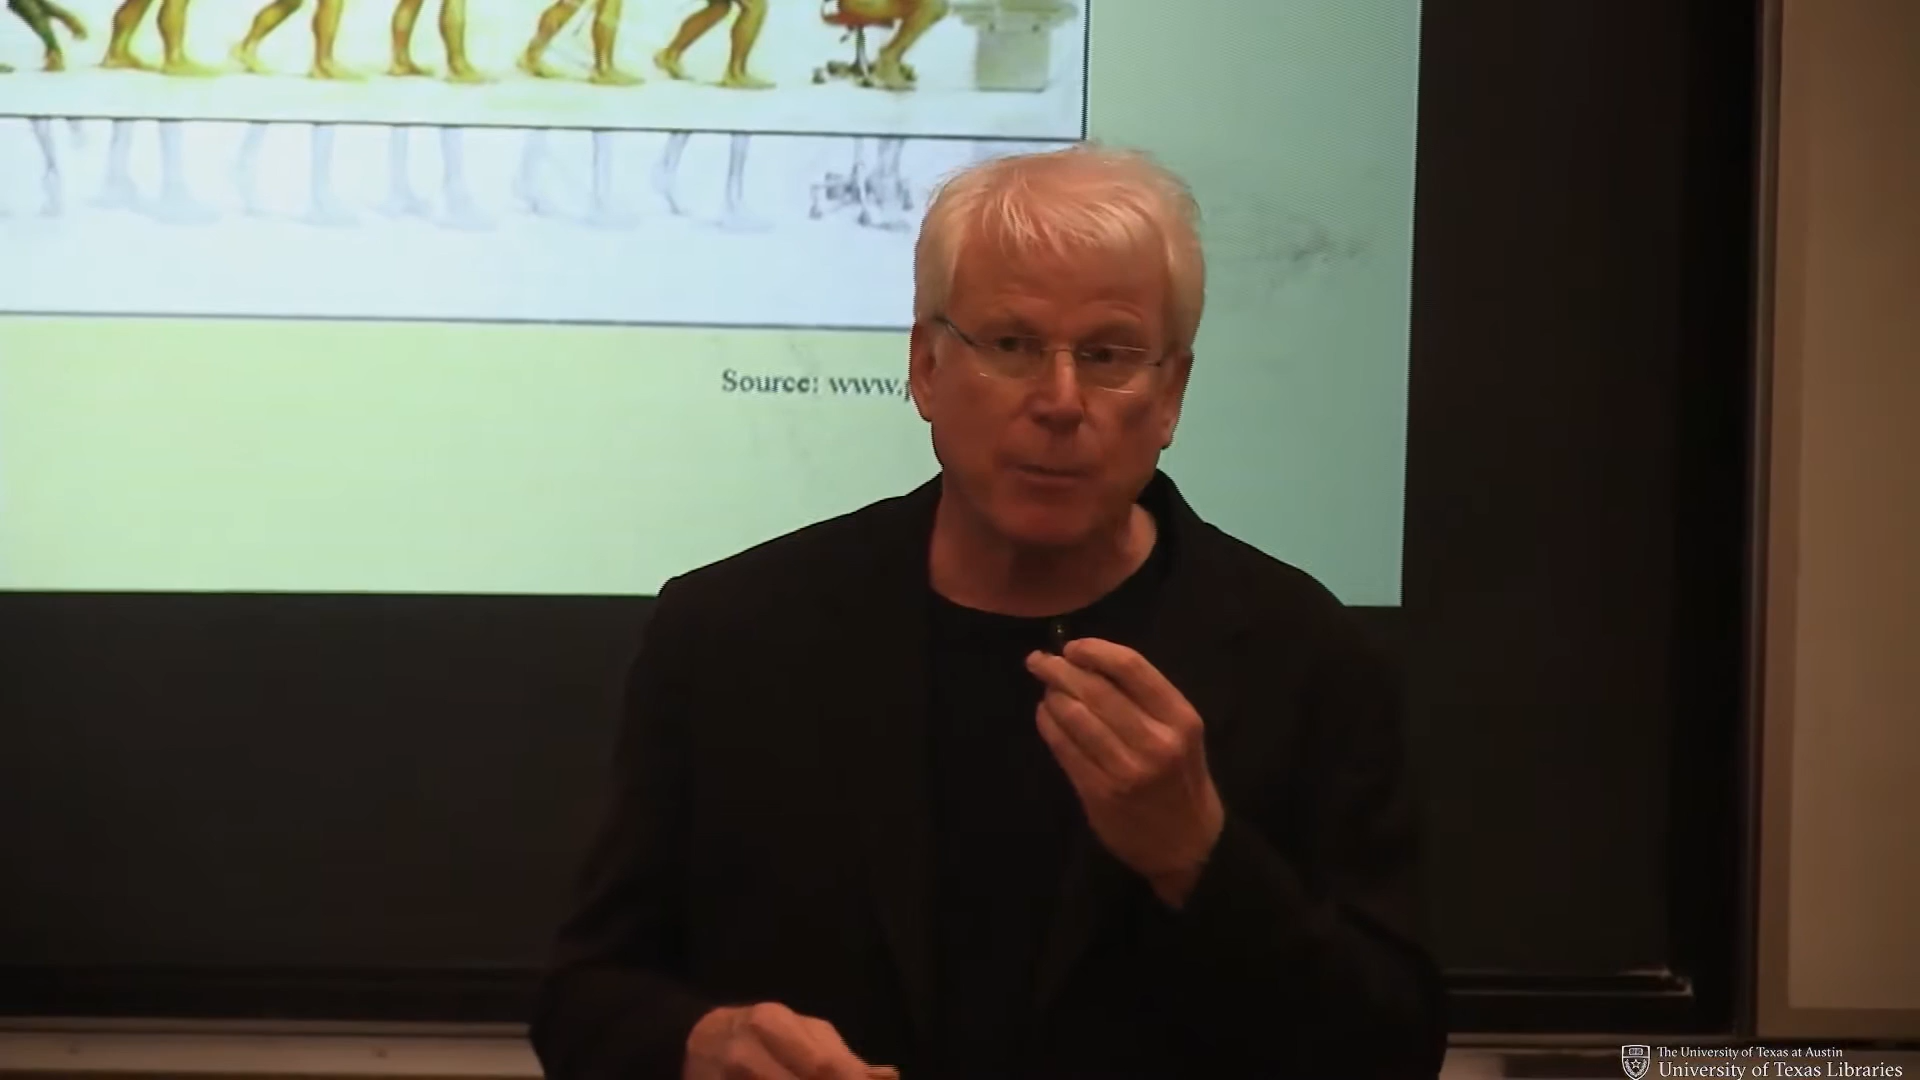 Source: www.
The University of Texas at Austin
University of Texas Libraries